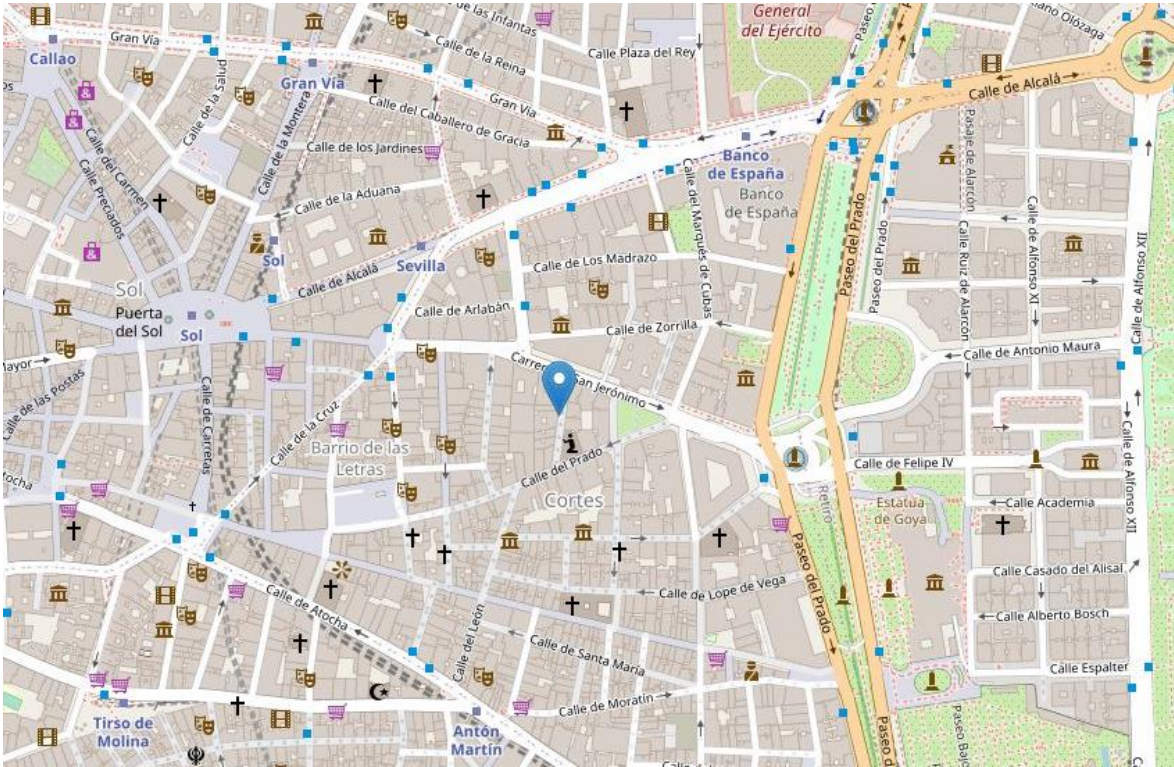 General
del Ejército
Calle de las Infantas
Calle Plaza del Rey
Calle de la Reina
Gran Vía
Callao
Gran Vía
Gran Vía
Calle de Alcalá
Calle del Caballero de Gracia
Calle de los Jardines
Calle de la Montera
Calle del Carmen
Calle Preciados
Calle de la Aduana
Banco
de España
Banco
de España
Pasaje de Alarcón
Sol
Sevilla
Calle de Alcalá
Calle de Los Madrazo
Calle del Marqués de Cubas
Paseo del Prado
Paseo del Prado
Paseo del Prado
Calle Ruiz de Alarcón
Calle de Alfonso XI
Calle de Alfonso XII
Calle de Alfonso XII
Sol
Puerta
del Sol
Sol
Calle de Arlabán
Calle de Zorrilla
Calle de Antonio Maura
Mayor
Calle de las Postas
Calle de Carretas
Calle de la Cruz
San Jerónimo
Barrio de las
Letras
Calle del Prado
Cortes
Calle de Felipe IV
Retiro
Estatua
de Goya
Calle Academia
Calle de Alfonso XII
Calle Casado del Alisal
Calle de Lope de Vega
Calle Alberto Bosch
Calle de Atocha
Calle del León
Calle de Santa María
Paseo del Prado
Calle Espalter
Calle de Moratín
Tirso de
Molina
Antón
Martín